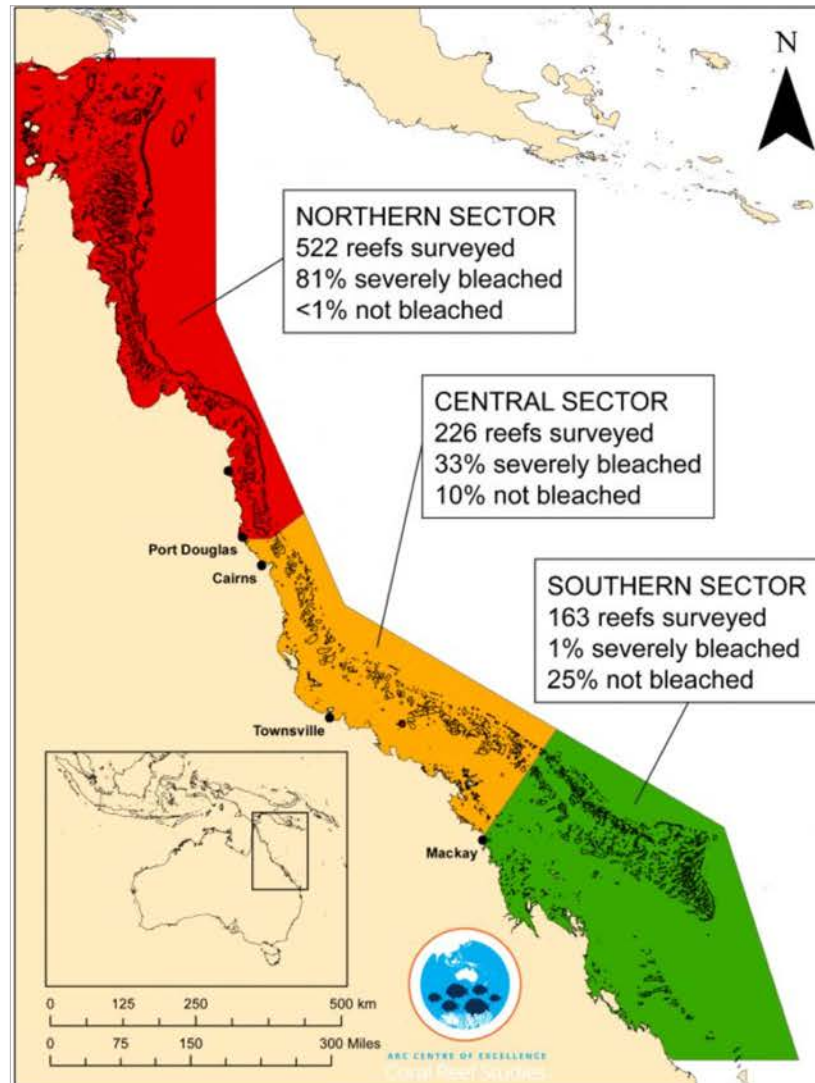 N
NORTHERN SECTOR
522 reefs surveyed
81% severely bleached
<1% not bleached
CENTRAL SECTOR
226 reefs surveyed
33% severely bleached
10% not bleached
Port Douglas
Cairns
SOUTHERN SECTOR
163 reefs surveyed
1% severely bleached
25% not bleached
Townsville
Mackay
0 125 250 500 km
0 75 150 300 Miles
ARC CENTRE OF EXCELLENCE
Coral Reef Studies